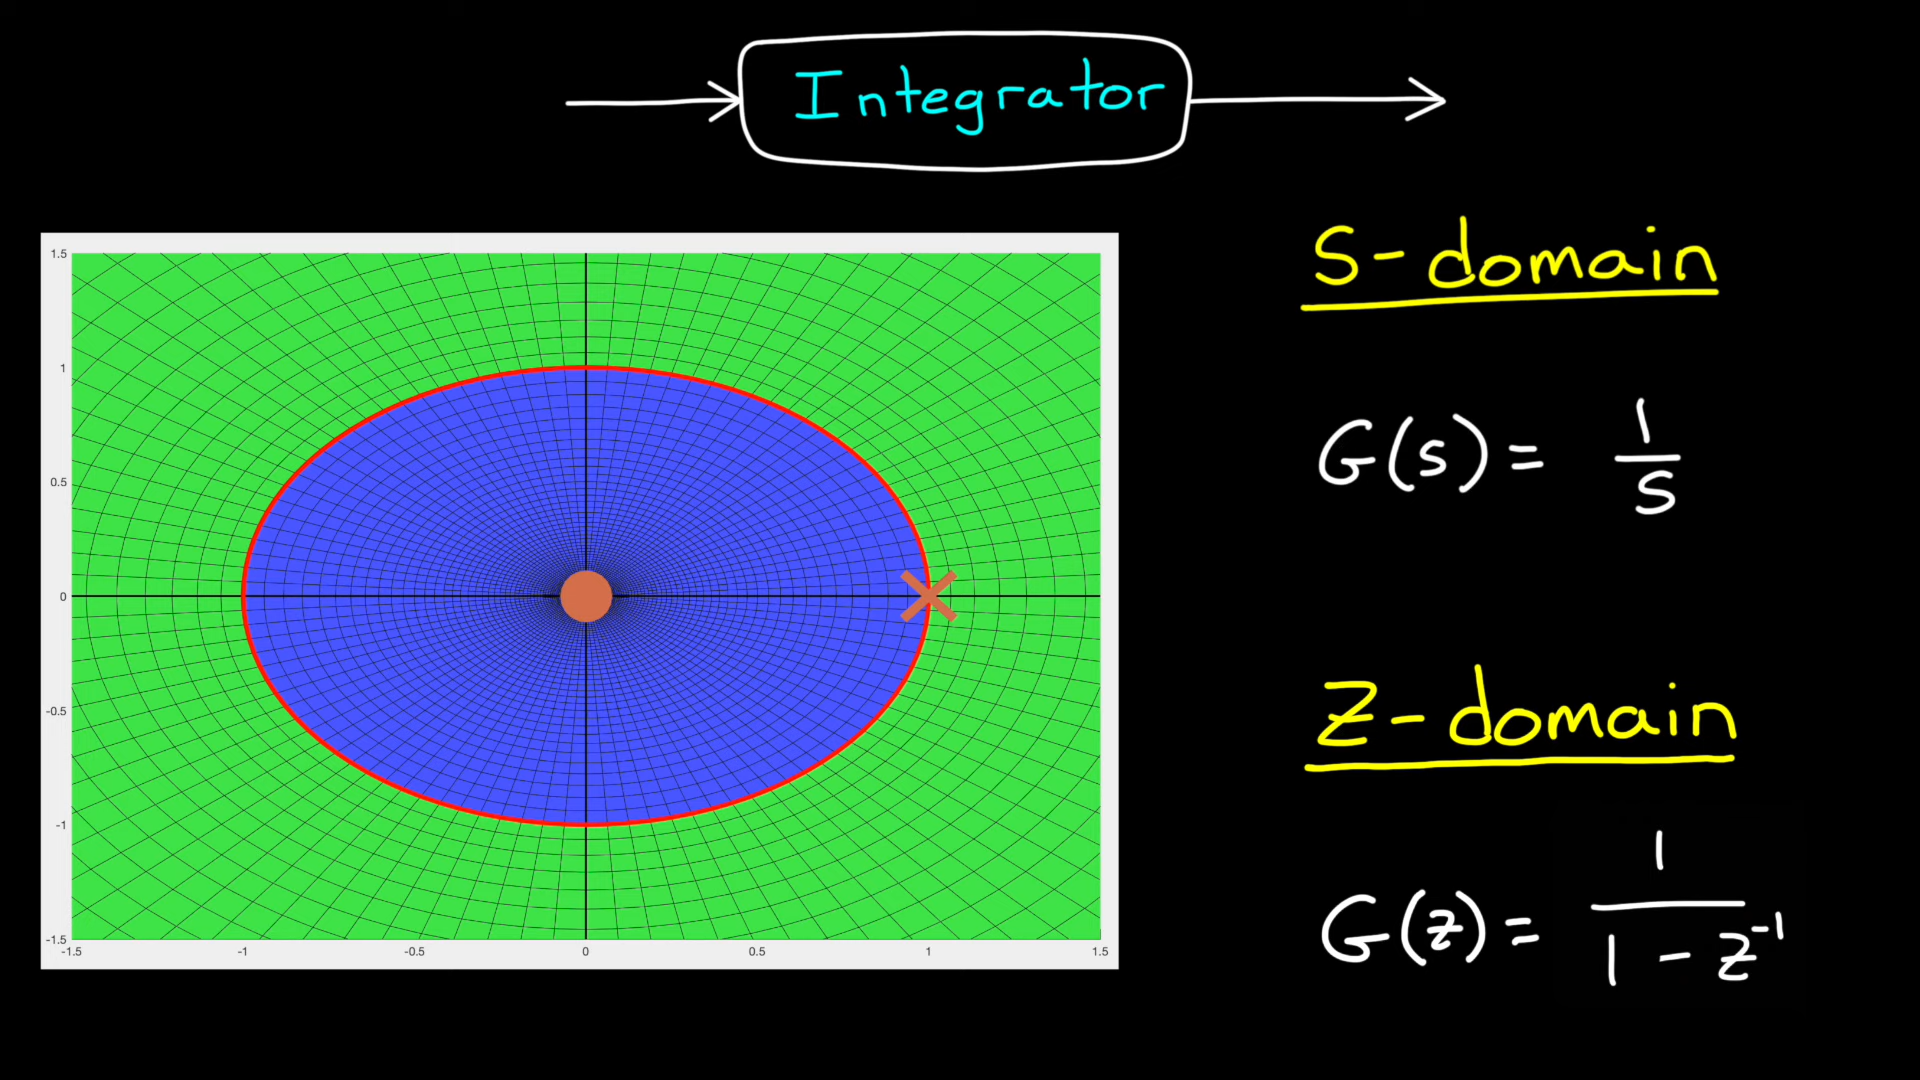 Integrator
S-domain
G(s) = 1/s
Z-domain
G(z) = 1/(1 - z⁻¹)
1.5
1
0.5
0
-0.5
-1
-1.5
-1.5 -1 -0.5 0 0.5 1 1.5